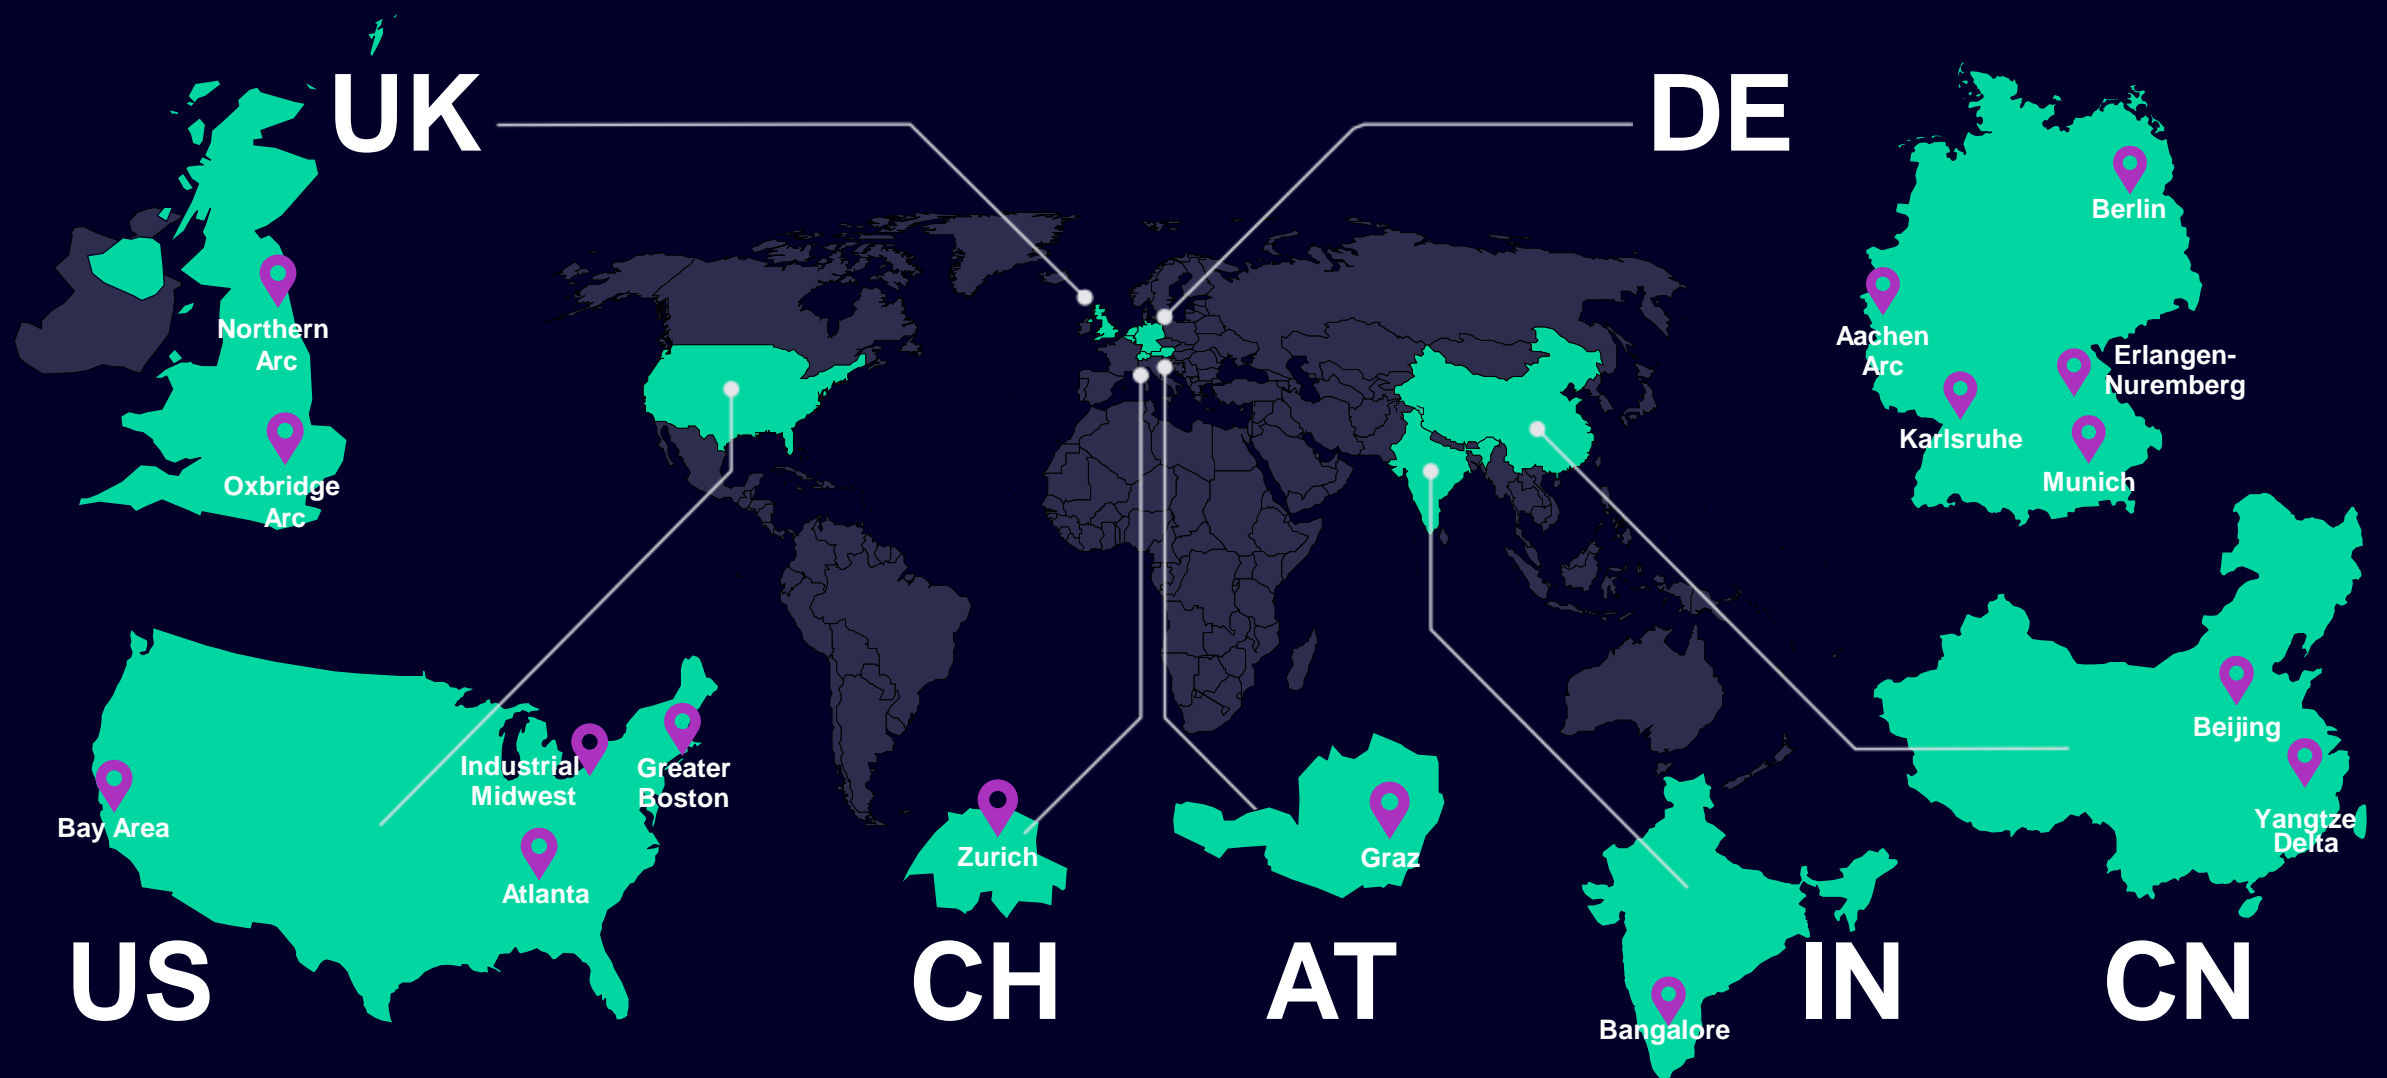 UK
Northern
Arc
Oxbridge
Arc
DE
Berlin
Aachen
Arc
Erlangen-
Nuremberg
Karlsruhe
Munich
US
Bay Area
Industrial
Midwest
Greater
Boston
Atlanta
CH
Zurich
AT
Graz
IN
Bangalore
CN
Beijing
Yangtze
Delta